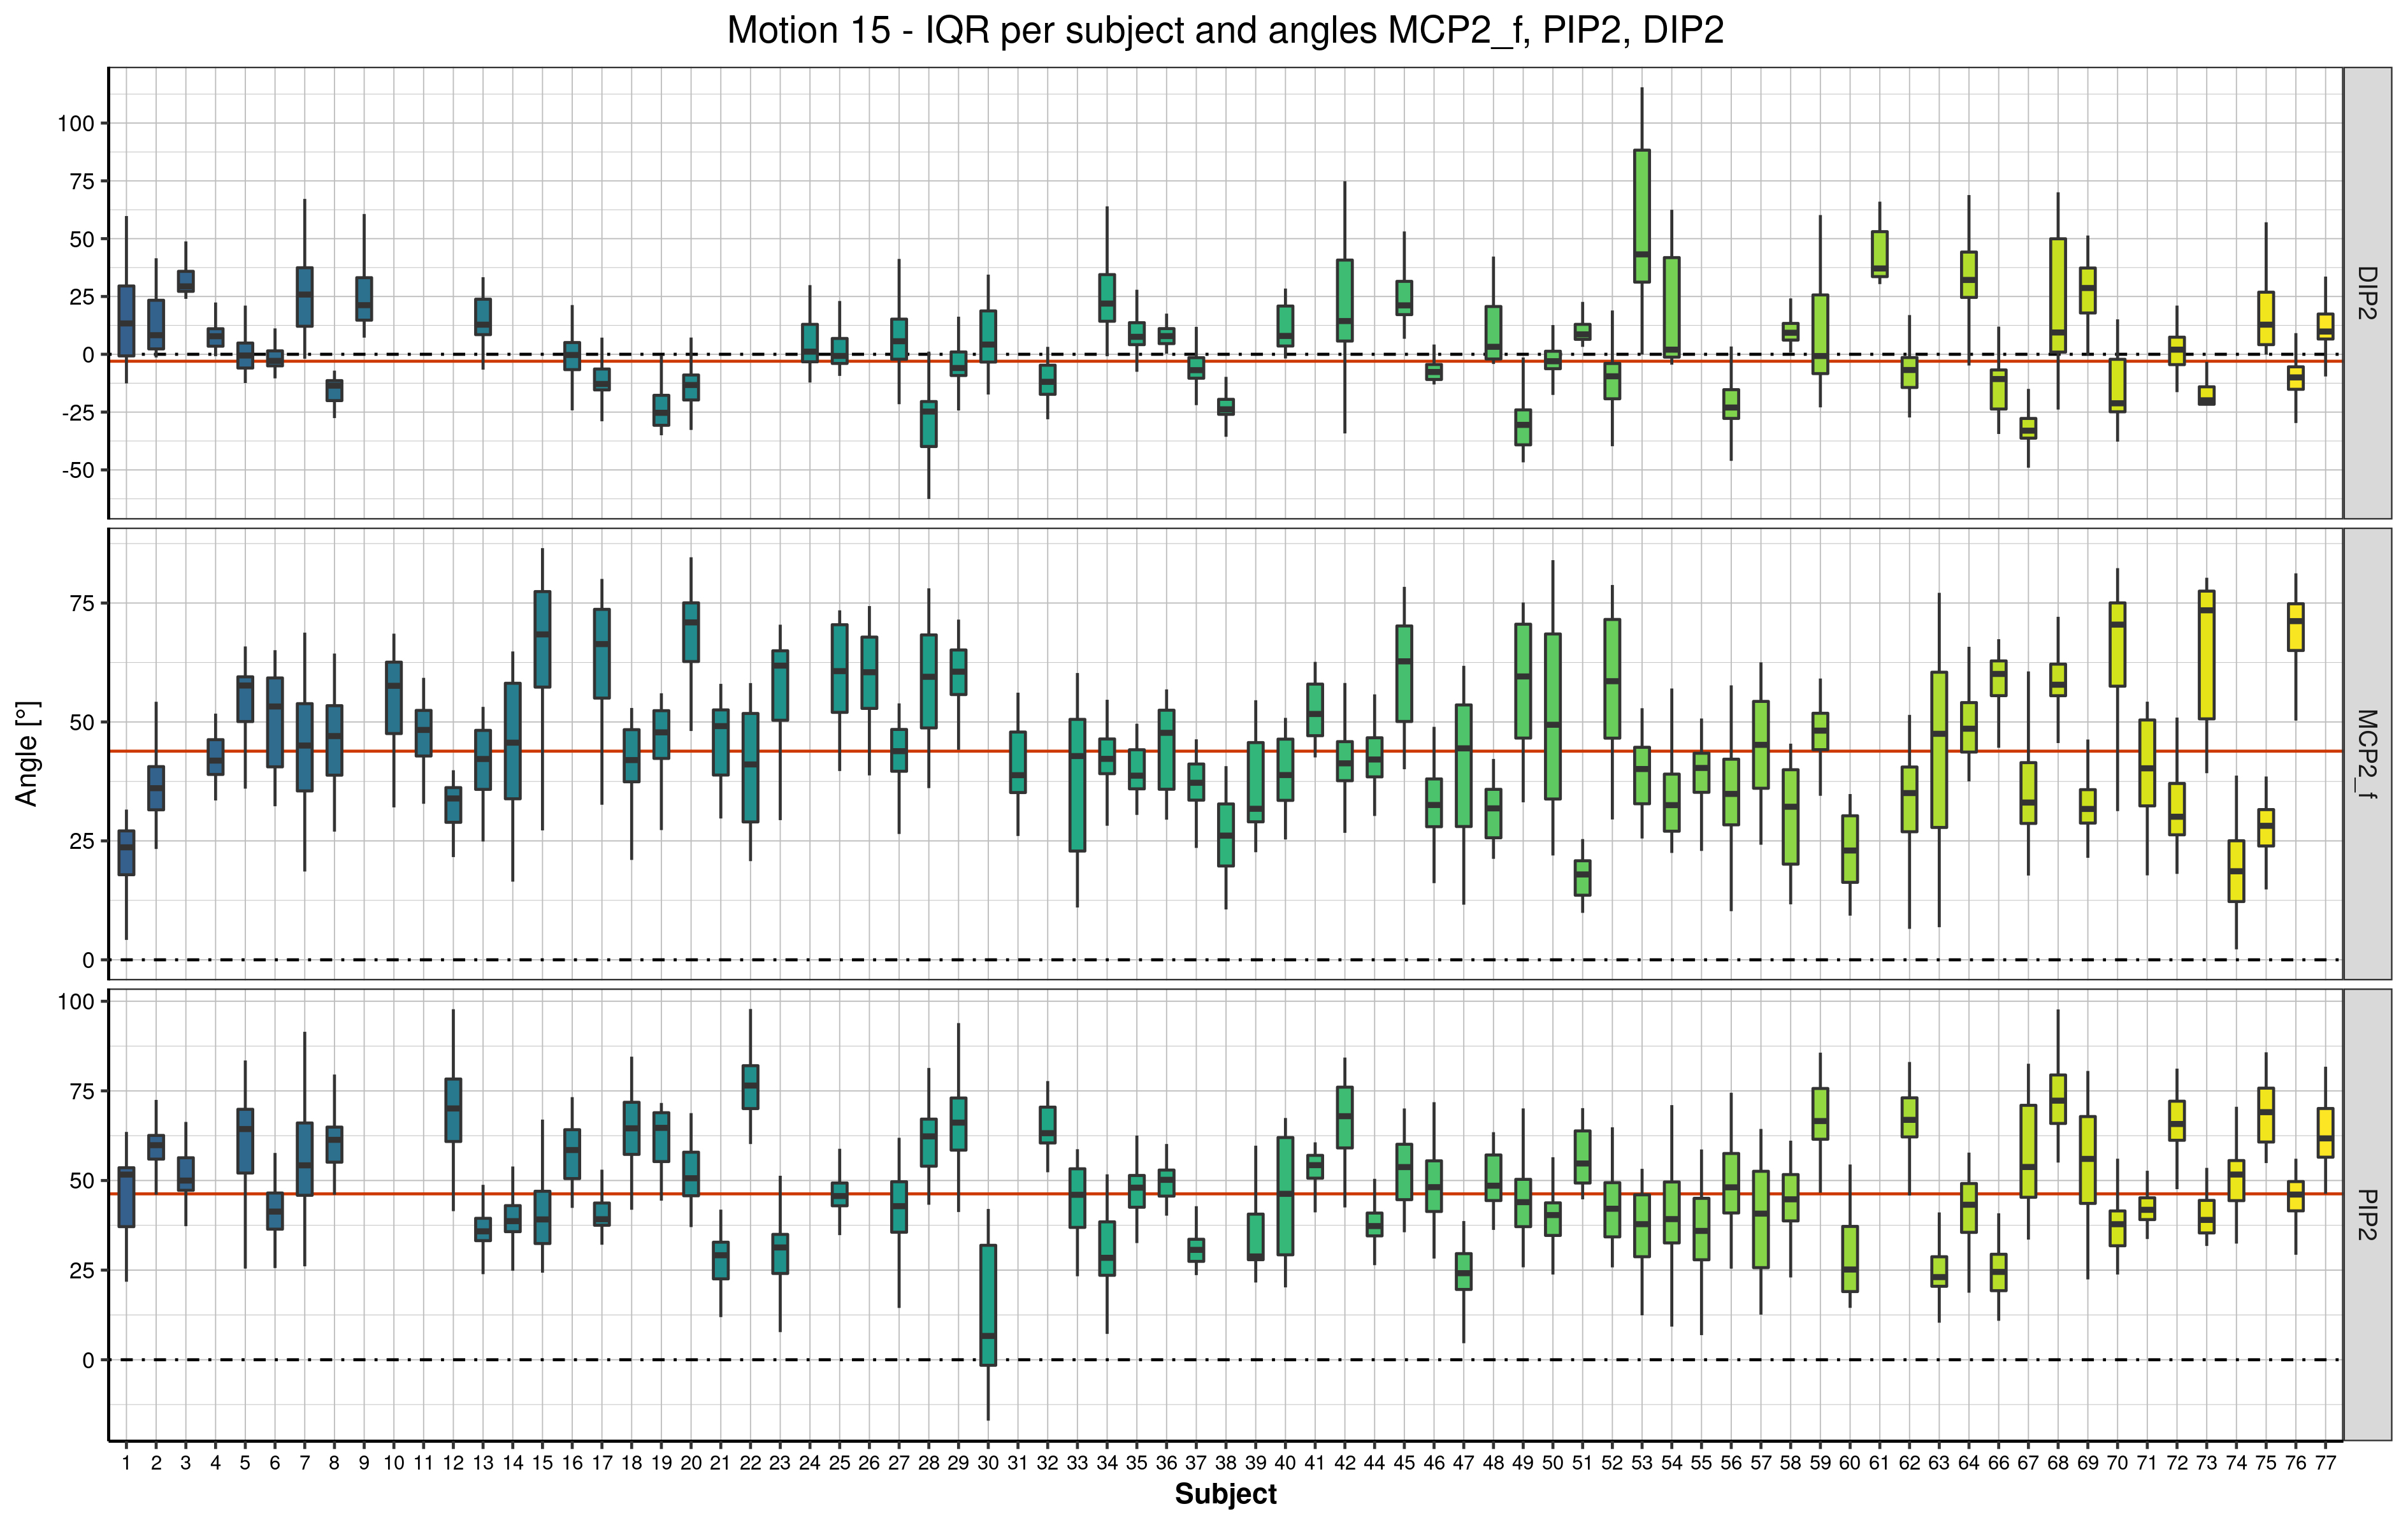 Motion 15 - IQR per subject and angles MCP2_f, PIP2, DIP2
100
75
50
25
0
-25
-50
DIP2
75
50
25
0
MCP2_f
Angle [°]
100
75
50
25
0
PIP2
1 2 3 4 5 6 7 8 9 10 11 12 13 14 15 16 17 18 19 20 21 22 23 24 25 26 27 28 29 30 31 32 33 34 35 36 37 38 39 40 41 42 44 45 46 47 48 49 50 51 52 53 54 55 56 57 58 59 60 61 62 63 64 66 67 68 69 70 71 72 73 74 75 76 77
Subject